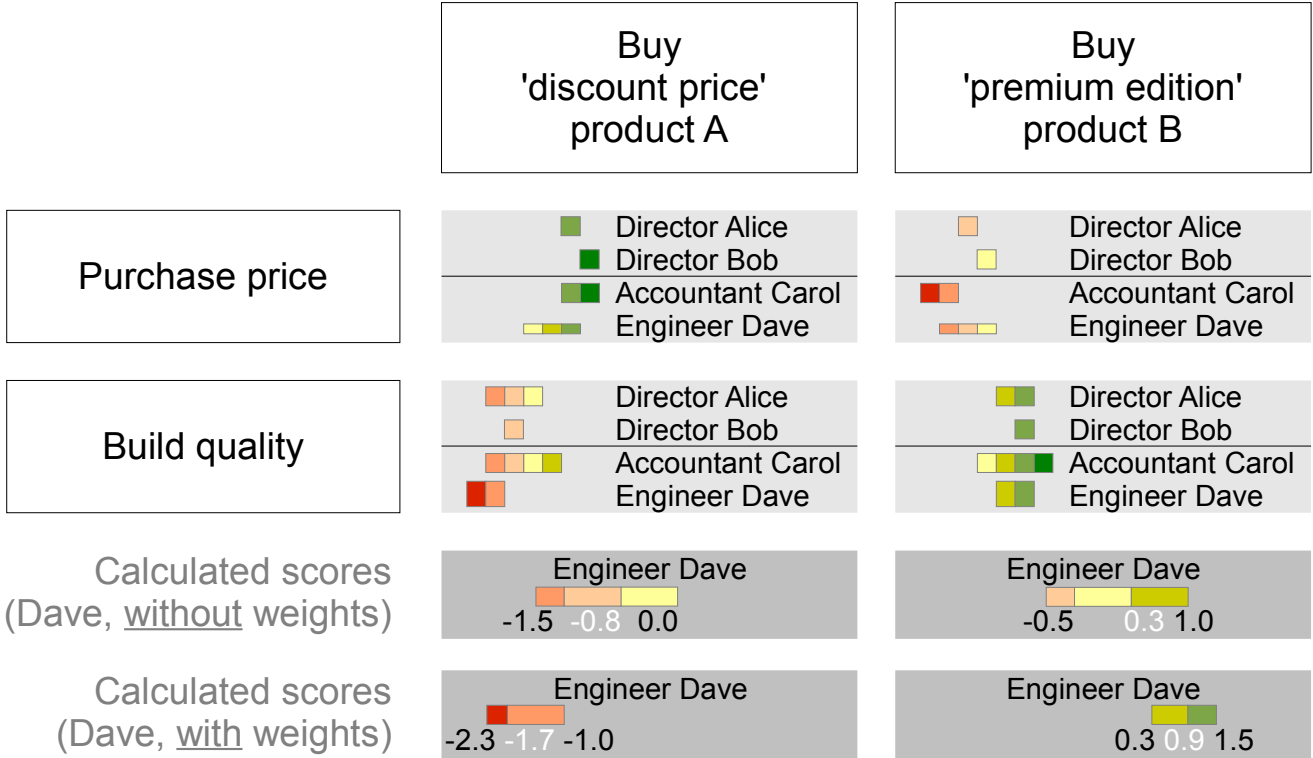 Buy
'discount price'
product A
Buy
'premium edition'
product B
Purchase price
Director Alice
Director Bob
Accountant Carol
Engineer Dave
Director Alice
Director Bob
Accountant Carol
Engineer Dave
Build quality
Director Alice
Director Bob
Accountant Carol
Engineer Dave
Director Alice
Director Bob
Accountant Carol
Engineer Dave
Calculated scores
(Dave, without weights)
Engineer Dave
-1.5 -0.8 0.0
Engineer Dave
-0.5 0.3 1.0
Calculated scores
(Dave, with weights)
Engineer Dave
-2.3 -1.7 -1.0
Engineer Dave
0.3 0.9 1.5